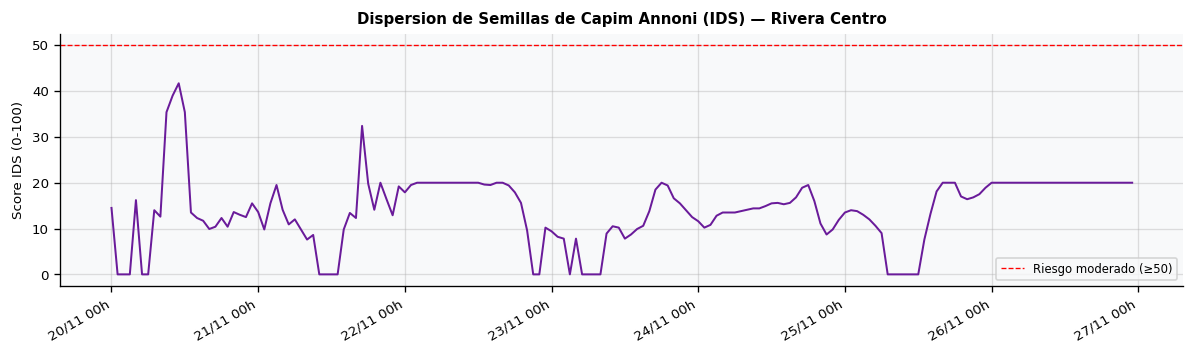 Dispersion de Semillas de Capim Annoni (IDS) — Rivera Centro
Score IDS (0-100)
50
40
30
20
10
0
Riesgo moderado (≥50)
20/11 00h
21/11 00h
22/11 00h
23/11 00h
24/11 00h
25/11 00h
26/11 00h
27/11 00h